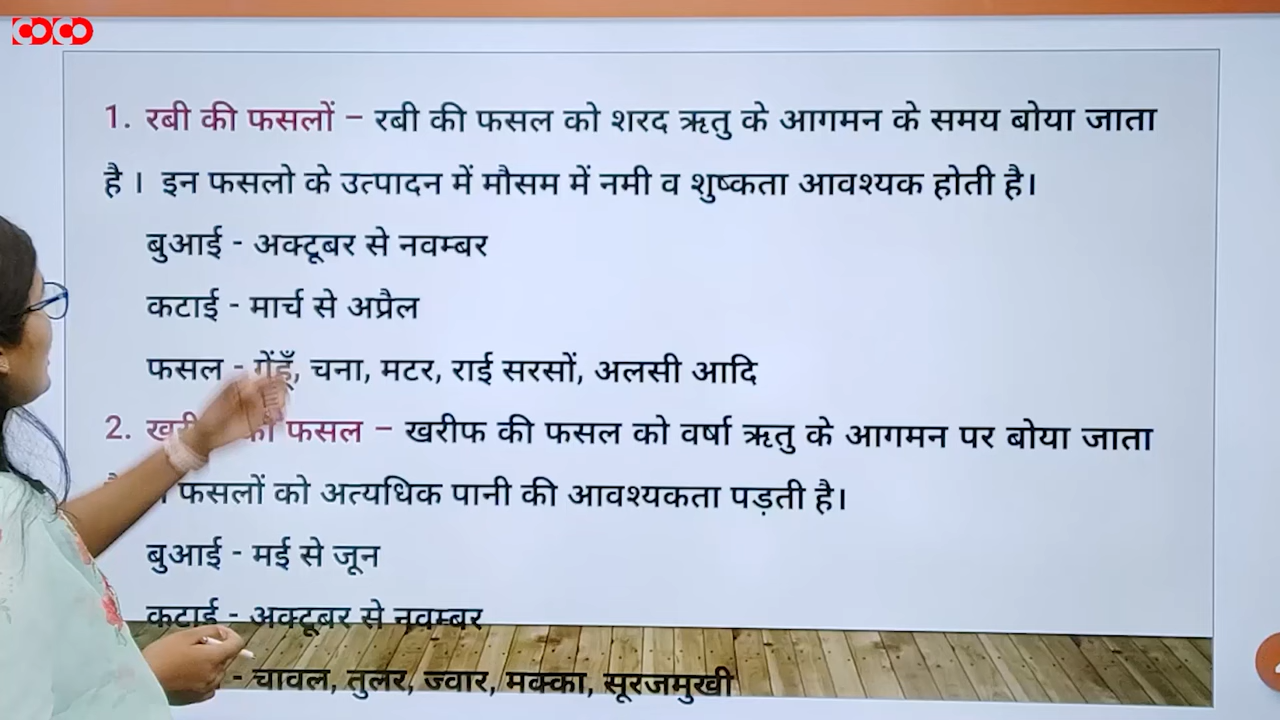 COCO
1. रबी की फसलों – रबी की फसल को शरद ऋतु के आगमन के समय बोया जाता
है । इन फसलो के उत्पादन में मौसम में नमी व शुष्कता आवश्यक होती है।
बुआई - अक्टूबर से नवम्बर
कटाई - मार्च से अप्रैल
फसल - गेंहूँ, चना, मटर, राई सरसों, अलसी आदि
2. फसल – खरीफ की फसल को वर्षा ऋतु के आगमन पर बोया जाता
फसलों को अत्यधिक पानी की आवश्यकता पड़ती है।
बुआई - मई से जून
कटाई - अक्टूबर से नवम्बर
- चावल, तुलर, ज्वार, मक्का, सूरजमुखी